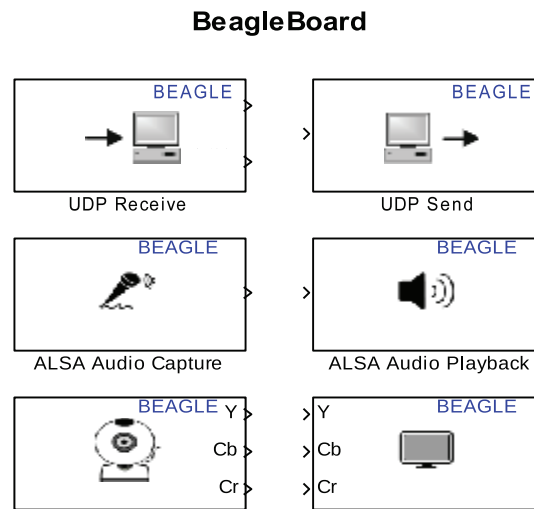 BeagleBoard
BEAGLE BEAGLE
UDP Receive UDP Send
BEAGLE BEAGLE
ALSA Audio Capture ALSA Audio Playback
BEAGLE Y Y BEAGLE
Cb Cb
Cr Cr